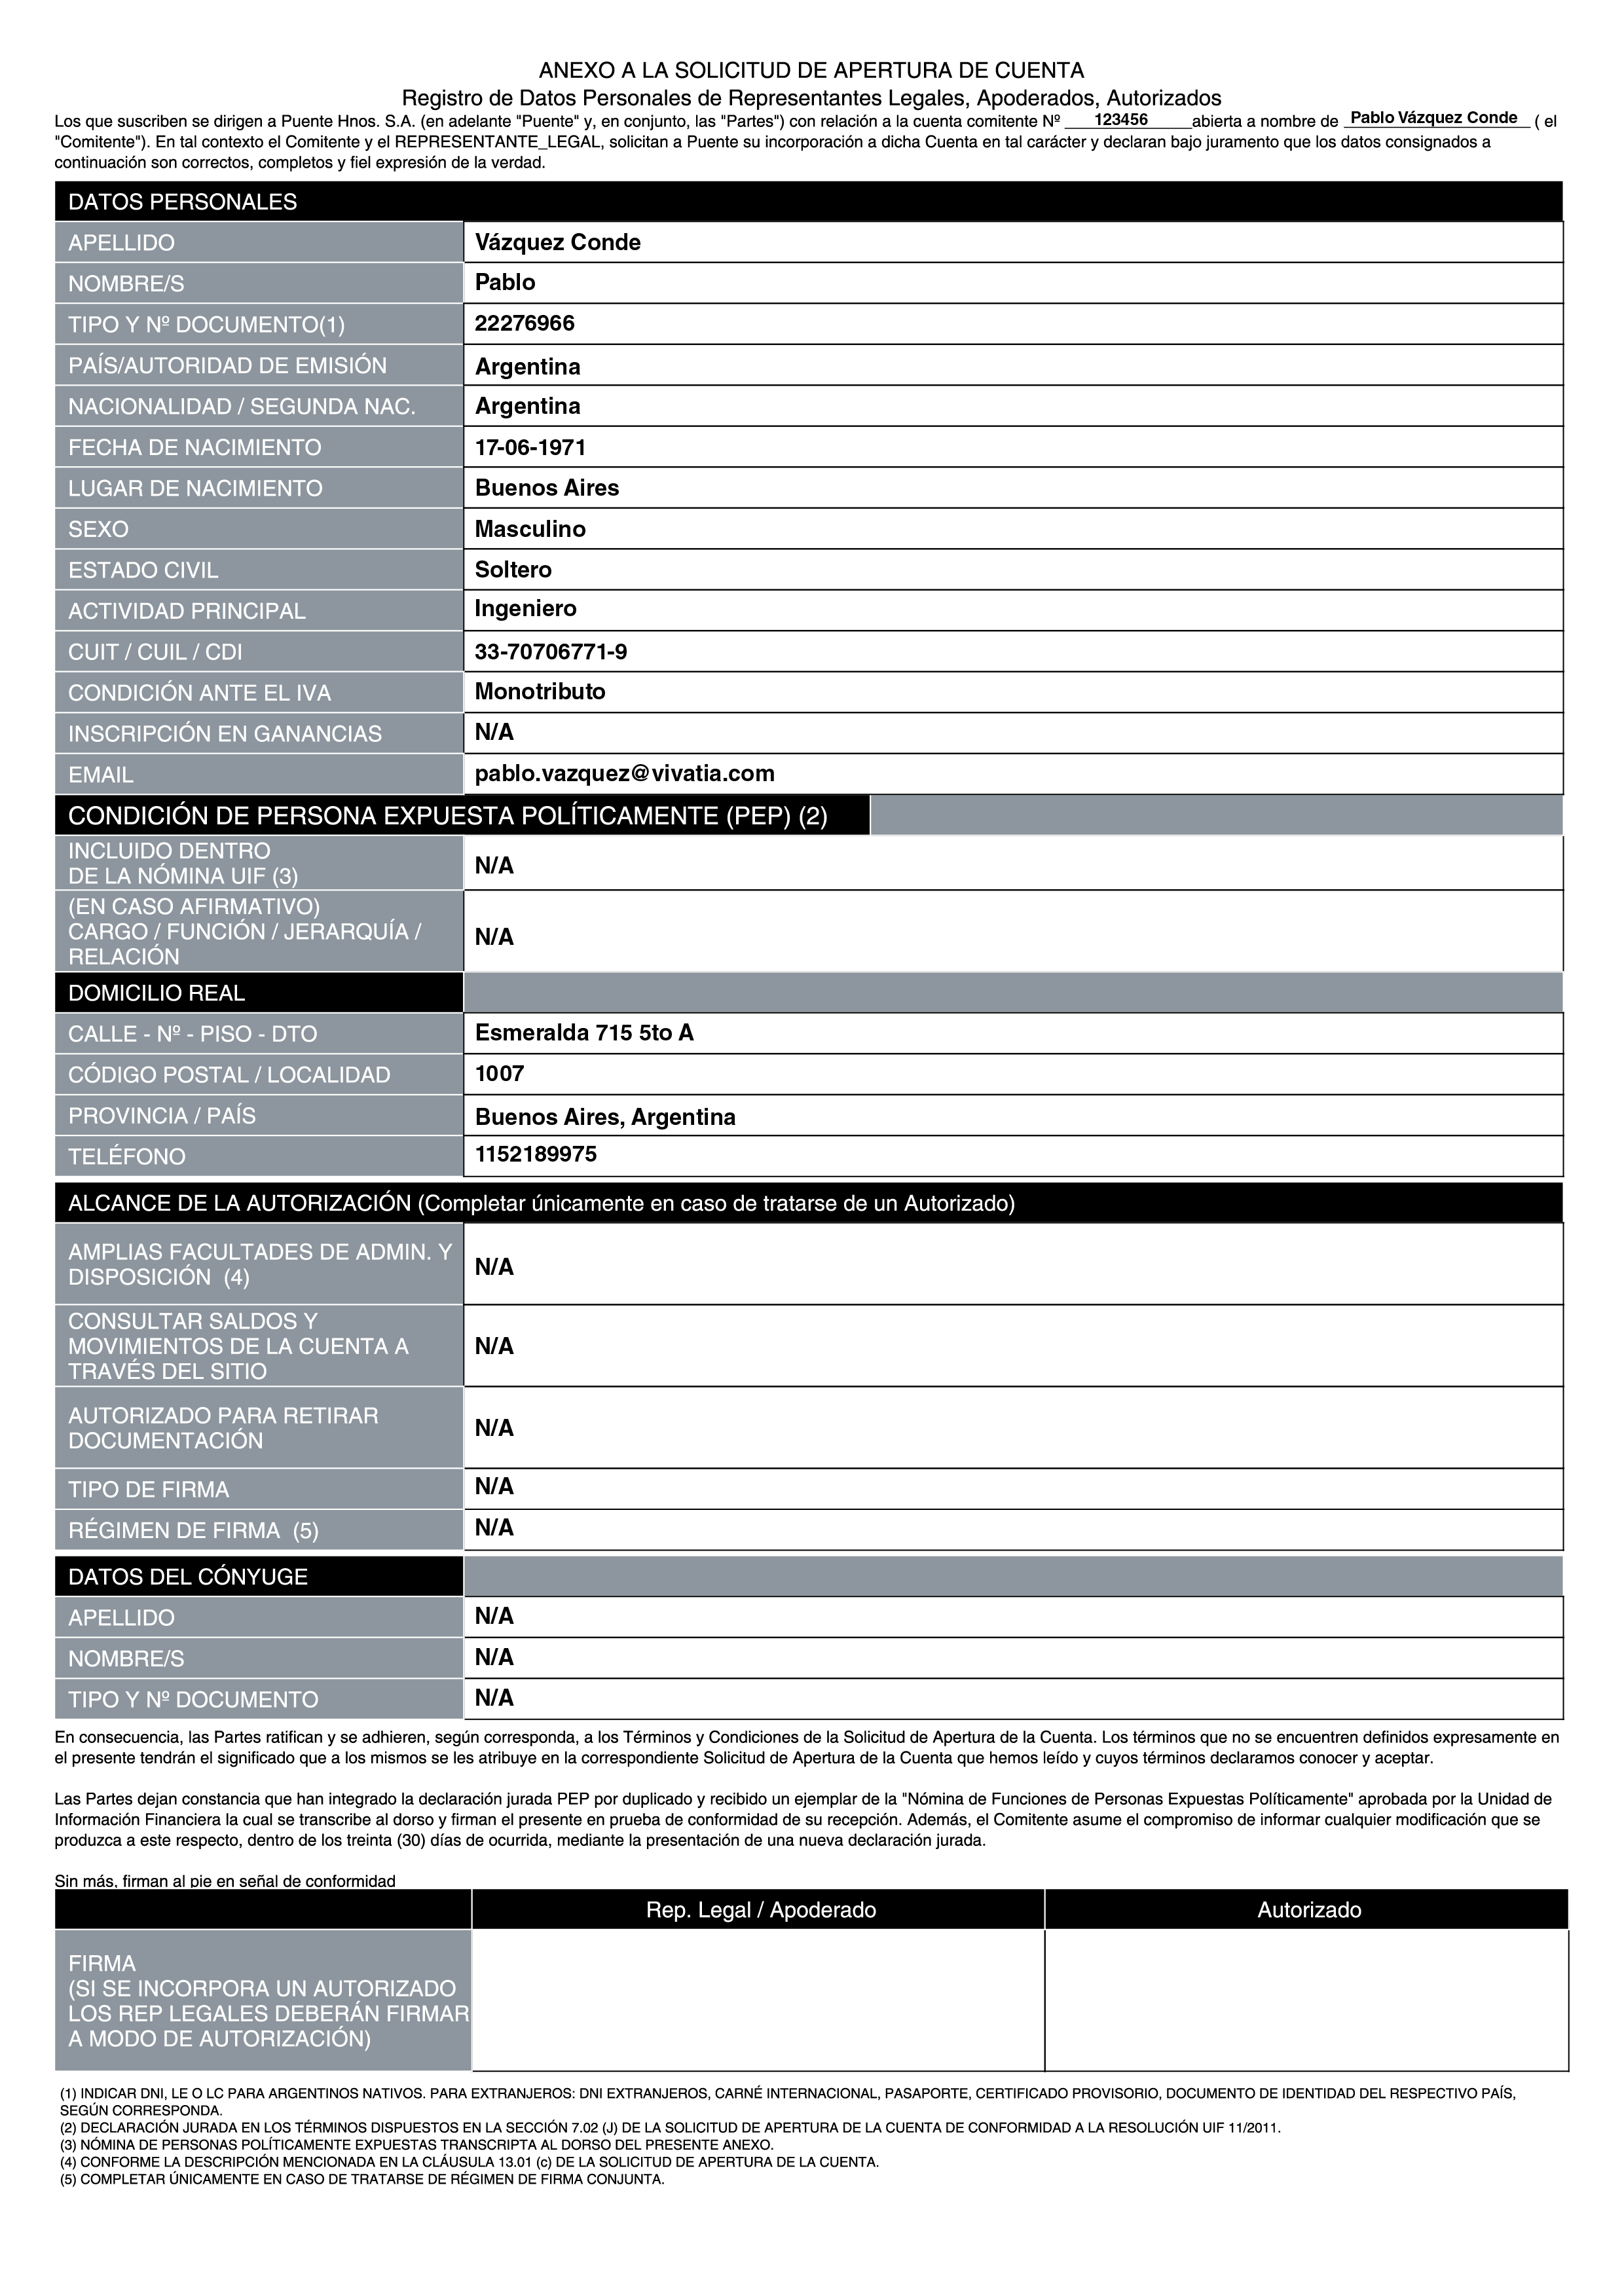 ANEXO A LA SOLICITUD DE APERTURA DE CUENTA
Registro de Datos Personales de Representantes Legales, Apoderados, Autorizados
Los que suscriben se dirigen a Puente Hnos. S.A. (en adelante "Puente" y, en conjunto, las "Partes") con relación a la cuenta comitente Nº 123456 abierta a nombre de Pablo Vázquez Conde ( el
"Comitente"). En tal contexto el Comitente y el REPRESENTANTE_LEGAL, solicitan a Puente su incorporación a dicha Cuenta en tal carácter y declaran bajo juramento que los datos consignados a
continuación son correctos, completos y fiel expresión de la verdad.
DATOS PERSONALES
APELLIDO Vázquez Conde
NOMBRE/S Pablo
TIPO Y Nº DOCUMENTO(1) 22276966
PAÍS/AUTORIDAD DE EMISIÓN Argentina
NACIONALIDAD / SEGUNDA NAC. Argentina
FECHA DE NACIMIENTO 17-06-1971
LUGAR DE NACIMIENTO Buenos Aires
SEXO Masculino
ESTADO CIVIL Soltero
ACTIVIDAD PRINCIPAL Ingeniero
CUIT / CUIL / CDI 33-70706771-9
CONDICIÓN ANTE EL IVA Monotributo
INSCRIPCIÓN EN GANANCIAS N/A
EMAIL pablo.vazquez@vivatia.com
CONDICIÓN DE PERSONA EXPUESTA POLÍTICAMENTE (PEP) (2)
INCLUIDO DENTRO
DE LA NÓMINA UIF (3) N/A
(EN CASO AFIRMATIVO)
CARGO / FUNCIÓN / JERARQUÍA / N/A
RELACIÓN
DOMICILIO REAL
CALLE - Nº - PISO - DTO Esmeralda 715 5to A
CÓDIGO POSTAL / LOCALIDAD 1007
PROVINCIA / PAÍS Buenos Aires, Argentina
TELÉFONO 1152189975
ALCANCE DE LA AUTORIZACIÓN (Completar únicamente en caso de tratarse de un Autorizado)
AMPLIAS FACULTADES DE ADMIN. Y
DISPOSICIÓN (4) N/A
CONSULTAR SALDOS Y
MOVIMIENTOS DE LA CUENTA A N/A
TRAVÉS DEL SITIO
AUTORIZADO PARA RETIRAR
DOCUMENTACIÓN N/A
TIPO DE FIRMA N/A
RÉGIMEN DE FIRMA (5) N/A
DATOS DEL CÓNYUGE
APELLIDO N/A
NOMBRE/S N/A
TIPO Y Nº DOCUMENTO N/A
En consecuencia, las Partes ratifican y se adhieren, según corresponda, a los Términos y Condiciones de la Solicitud de Apertura de la Cuenta. Los términos que no se encuentren definidos expresamente en
el presente tendrán el significado que a los mismos se les atribuye en la correspondiente Solicitud de Apertura de la Cuenta que hemos leído y cuyos términos declaramos conocer y aceptar.
Las Partes dejan constancia que han integrado la declaración jurada PEP por duplicado y recibido un ejemplar de la "Nómina de Funciones de Personas Expuestas Políticamente" aprobada por la Unidad de
Información Financiera la cual se transcribe al dorso y firman el presente en prueba de conformidad de su recepción. Además, el Comitente asume el compromiso de informar cualquier modificación que se
produzca a este respecto, dentro de los treinta (30) días de ocurrida, mediante la presentación de una nueva declaración jurada.
Sin más, firman al pie en señal de conformidad
Rep. Legal / Apoderado Autorizado
FIRMA
(SI SE INCORPORA UN AUTORIZADO
LOS REP LEGALES DEBERÁN FIRMAR
A MODO DE AUTORIZACIÓN)
(1) INDICAR DNI, LE O LC PARA ARGENTINOS NATIVOS. PARA EXTRANJEROS: DNI EXTRANJEROS, CARNÉ INTERNACIONAL, PASAPORTE, CERTIFICADO PROVISORIO, DOCUMENTO DE IDENTIDAD DEL RESPECTIVO PAÍS,
SEGÚN CORRESPONDA.
(2) DECLARACIÓN JURADA EN LOS TÉRMINOS DISPUESTOS EN LA SECCIÓN 7.02 (J) DE LA SOLICITUD DE APERTURA DE LA CUENTA DE CONFORMIDAD A LA RESOLUCIÓN UIF 11/2011.
(3) NÓMINA DE PERSONAS POLÍTICAMENTE EXPUESTAS TRANSCRIPTA AL DORSO DEL PRESENTE ANEXO.
(4) CONFORME LA DESCRIPCIÓN MENCIONADA EN LA CLÁUSULA 13.01 (c) DE LA SOLICITUD DE APERTURA DE LA CUENTA.
(5) COMPLETAR ÚNICAMENTE EN CASO DE TRATARSE DE RÉGIMEN DE FIRMA CONJUNTA.